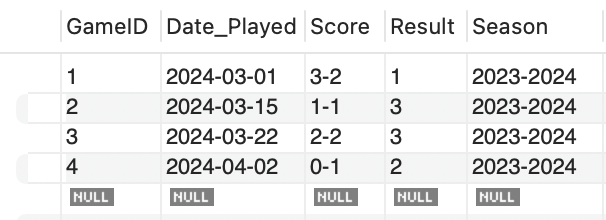 GameID Date_Played Score Result Season
1 2024-03-01 3-2 1 2023-2024
2 2024-03-15 1-1 3 2023-2024
3 2024-03-22 2-2 3 2023-2024
4 2024-04-02 0-1 2 2023-2024
NULL NULL NULL NULL NULL